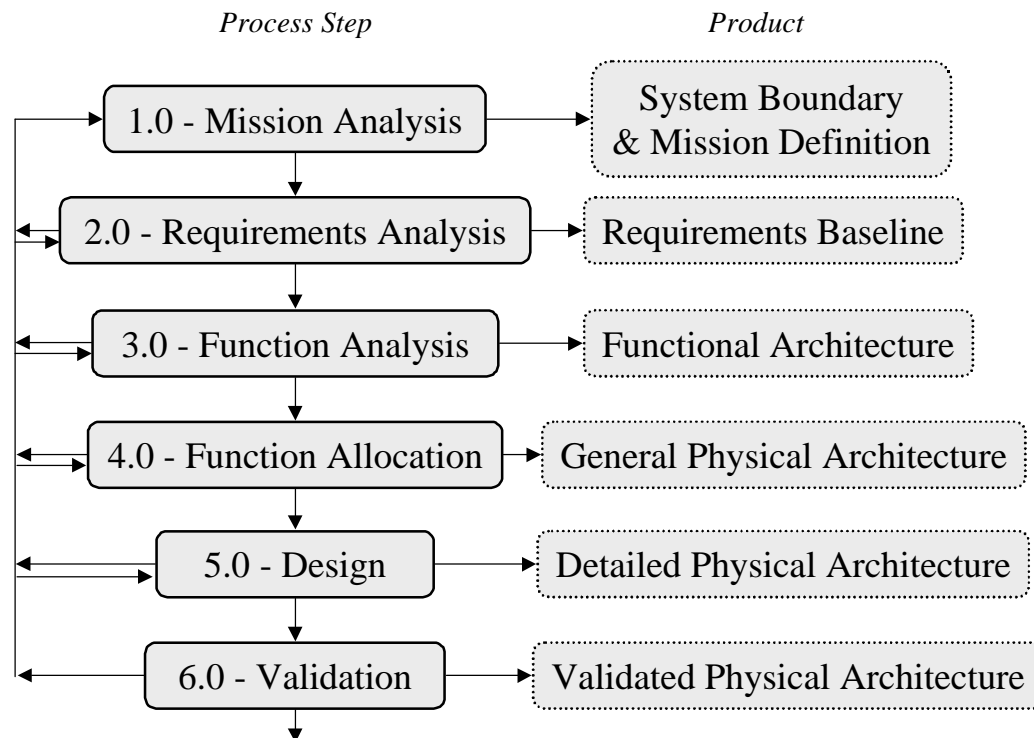 Process Step
Product
1.0 - Mission Analysis
System Boundary
& Mission Definition
2.0 - Requirements Analysis
Requirements Baseline
3.0 - Function Analysis
Functional Architecture
4.0 - Function Allocation
General Physical Architecture
5.0 - Design
Detailed Physical Architecture
6.0 - Validation
Validated Physical Architecture